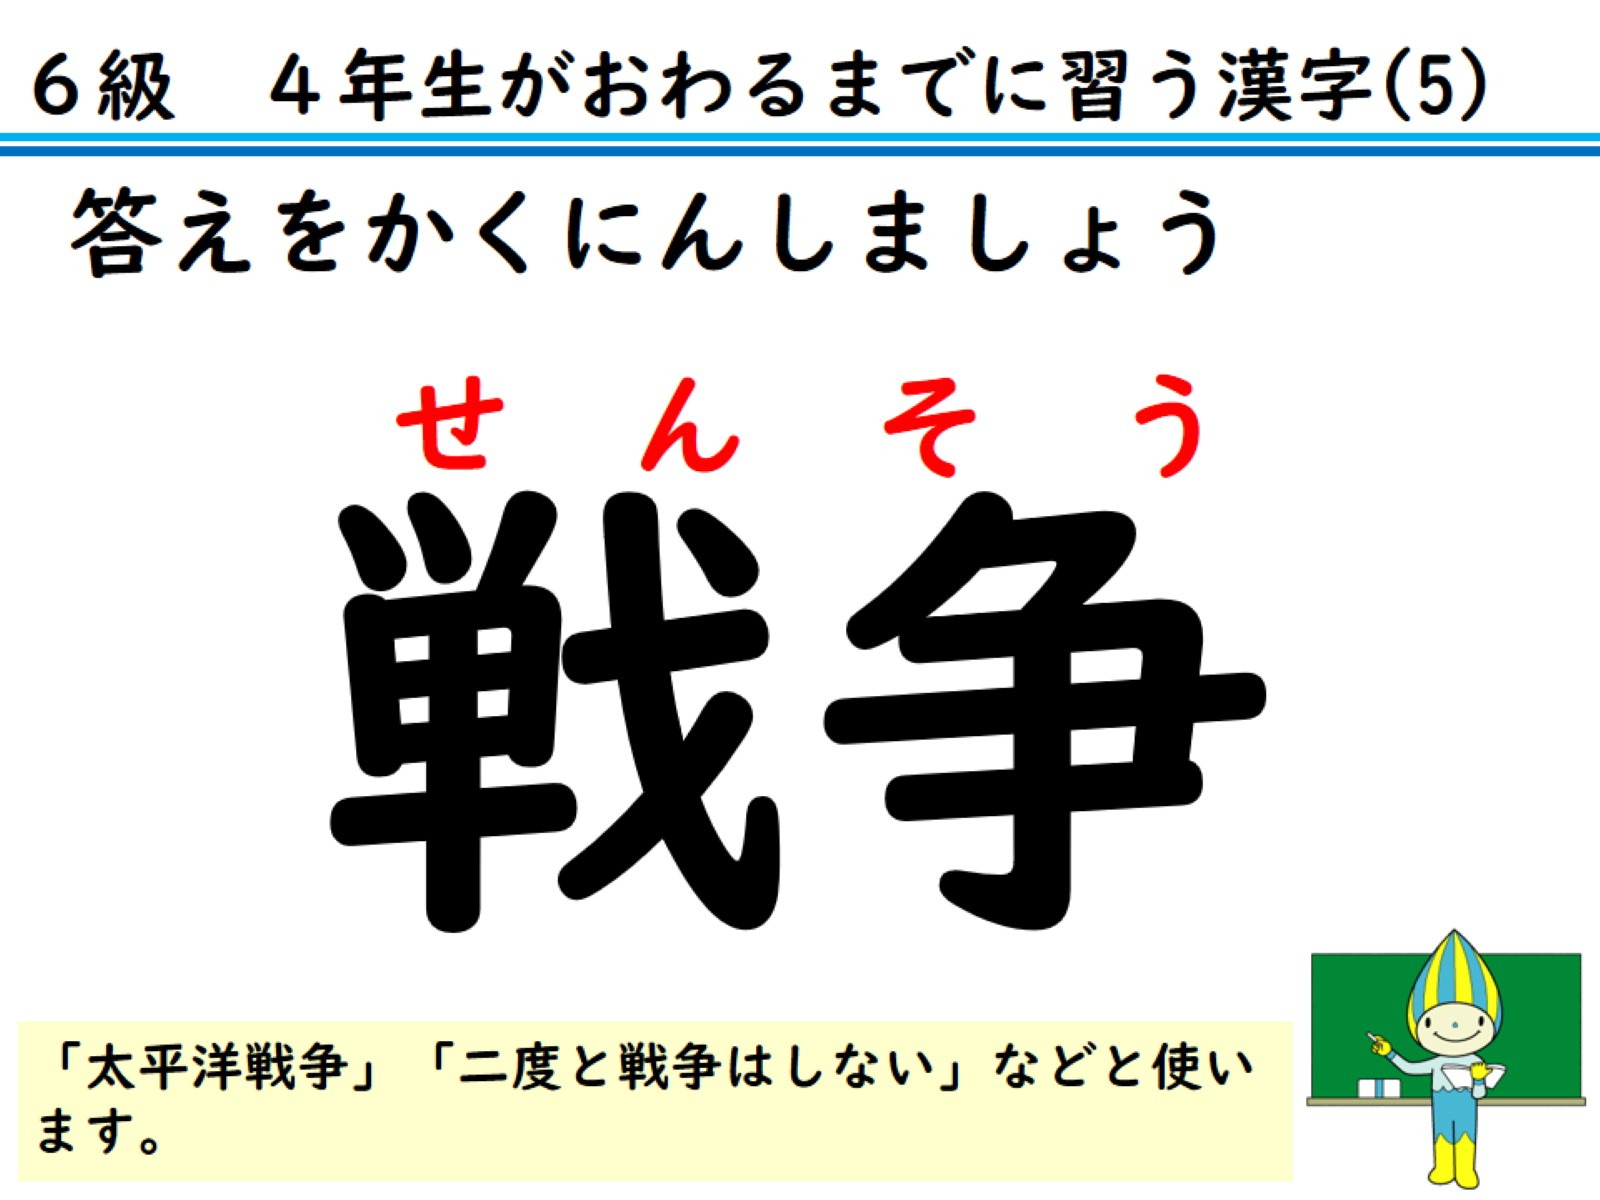 ６級　４年生がおわるまでに習う漢字(5)
答えをかくにんしましょう
せんそう
戦争
「太平洋戦争」「二度と戦争はしない」などと使い
ます。